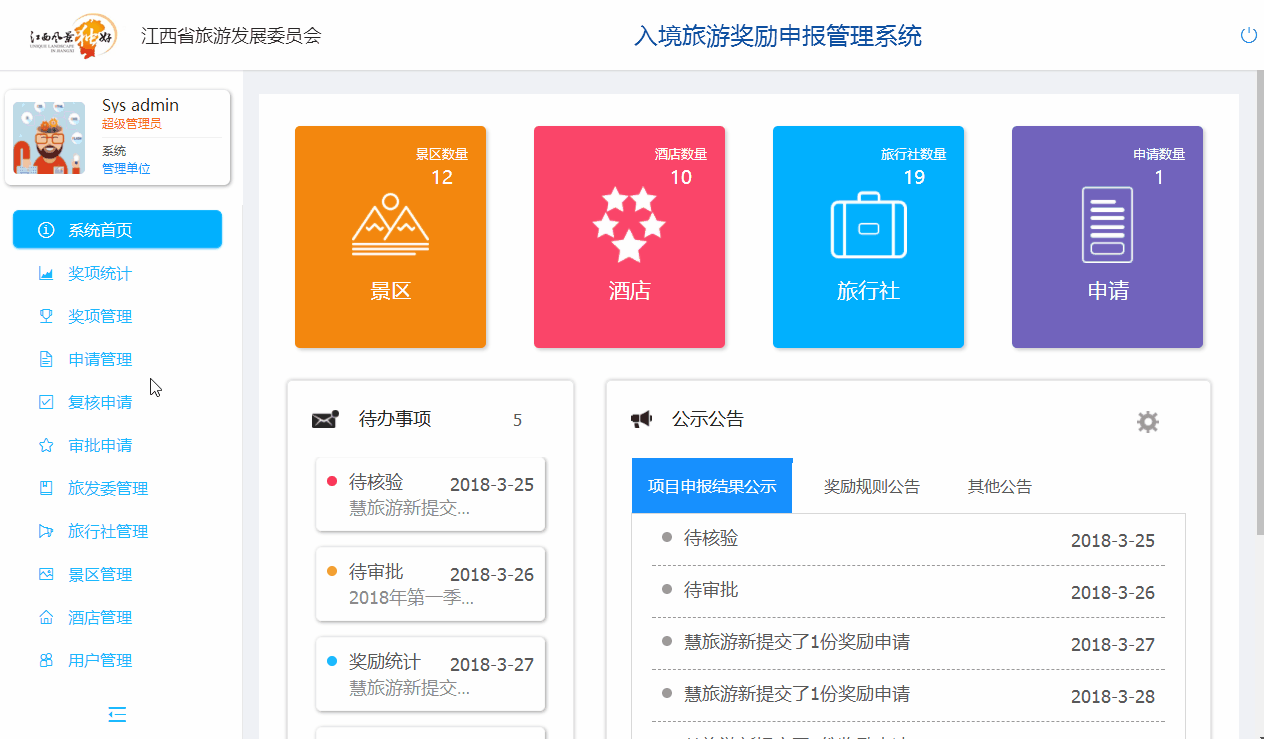 江西风景独好
UNIQUE LANDSCAPE
IN JIANGXI
江西省旅游发展委员会
入境旅游奖励申报管理系统
Sys admin
超级管理员
系统
管理单位
系统首页
奖项统计
奖项管理
申请管理
复核申请
审批申请
旅发委管理
旅行社管理
景区管理
酒店管理
用户管理
景区数量
12
景区
酒店数量
10
酒店
旅行社数量
19
旅行社
申请数量
1
申请
待办事项 5
待核验 2018-3-25
慧旅游新提交...
待审批 2018-3-26
2018年第一季...
奖励统计 2018-3-27
慧旅游新提交...
公示公告
项目申报结果公示 奖励规则公告 其他公告
待核验 2018-3-25
待审批 2018-3-26
慧旅游新提交了1份奖励申请 2018-3-27
慧旅游新提交了1份奖励申请 2018-3-28